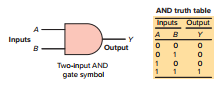 A
Inputs
B
Y
Output
Two-input AND
gate symbol
AND truth table
Inputs Output
A B Y
0 0 0
0 1 0
1 0 0
1 1 1